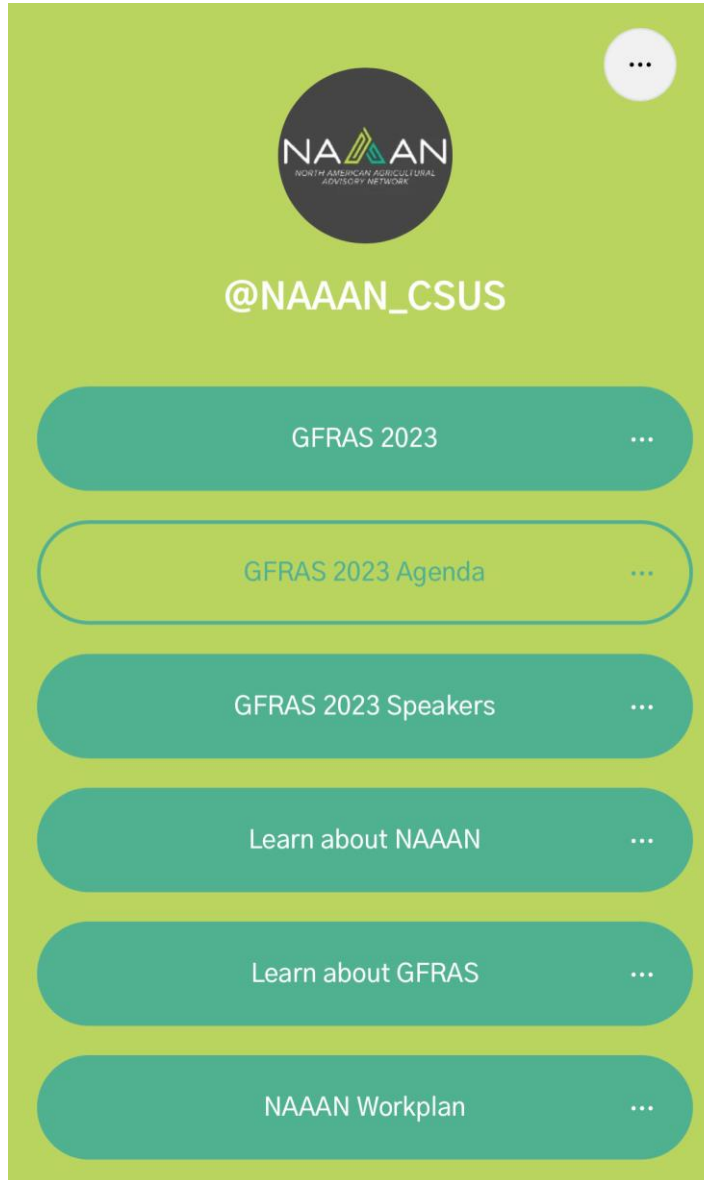 ...
NAAAN
NORTH AMERICAN AGRICULTURAL
ADVISORY NETWORK
@NAAAN_CSUS
GFRAS 2023 ...
GFRAS 2023 Agenda ...
GFRAS 2023 Speakers ...
Learn about NAAAN ...
Learn about GFRAS ...
NAAAN Workplan ...